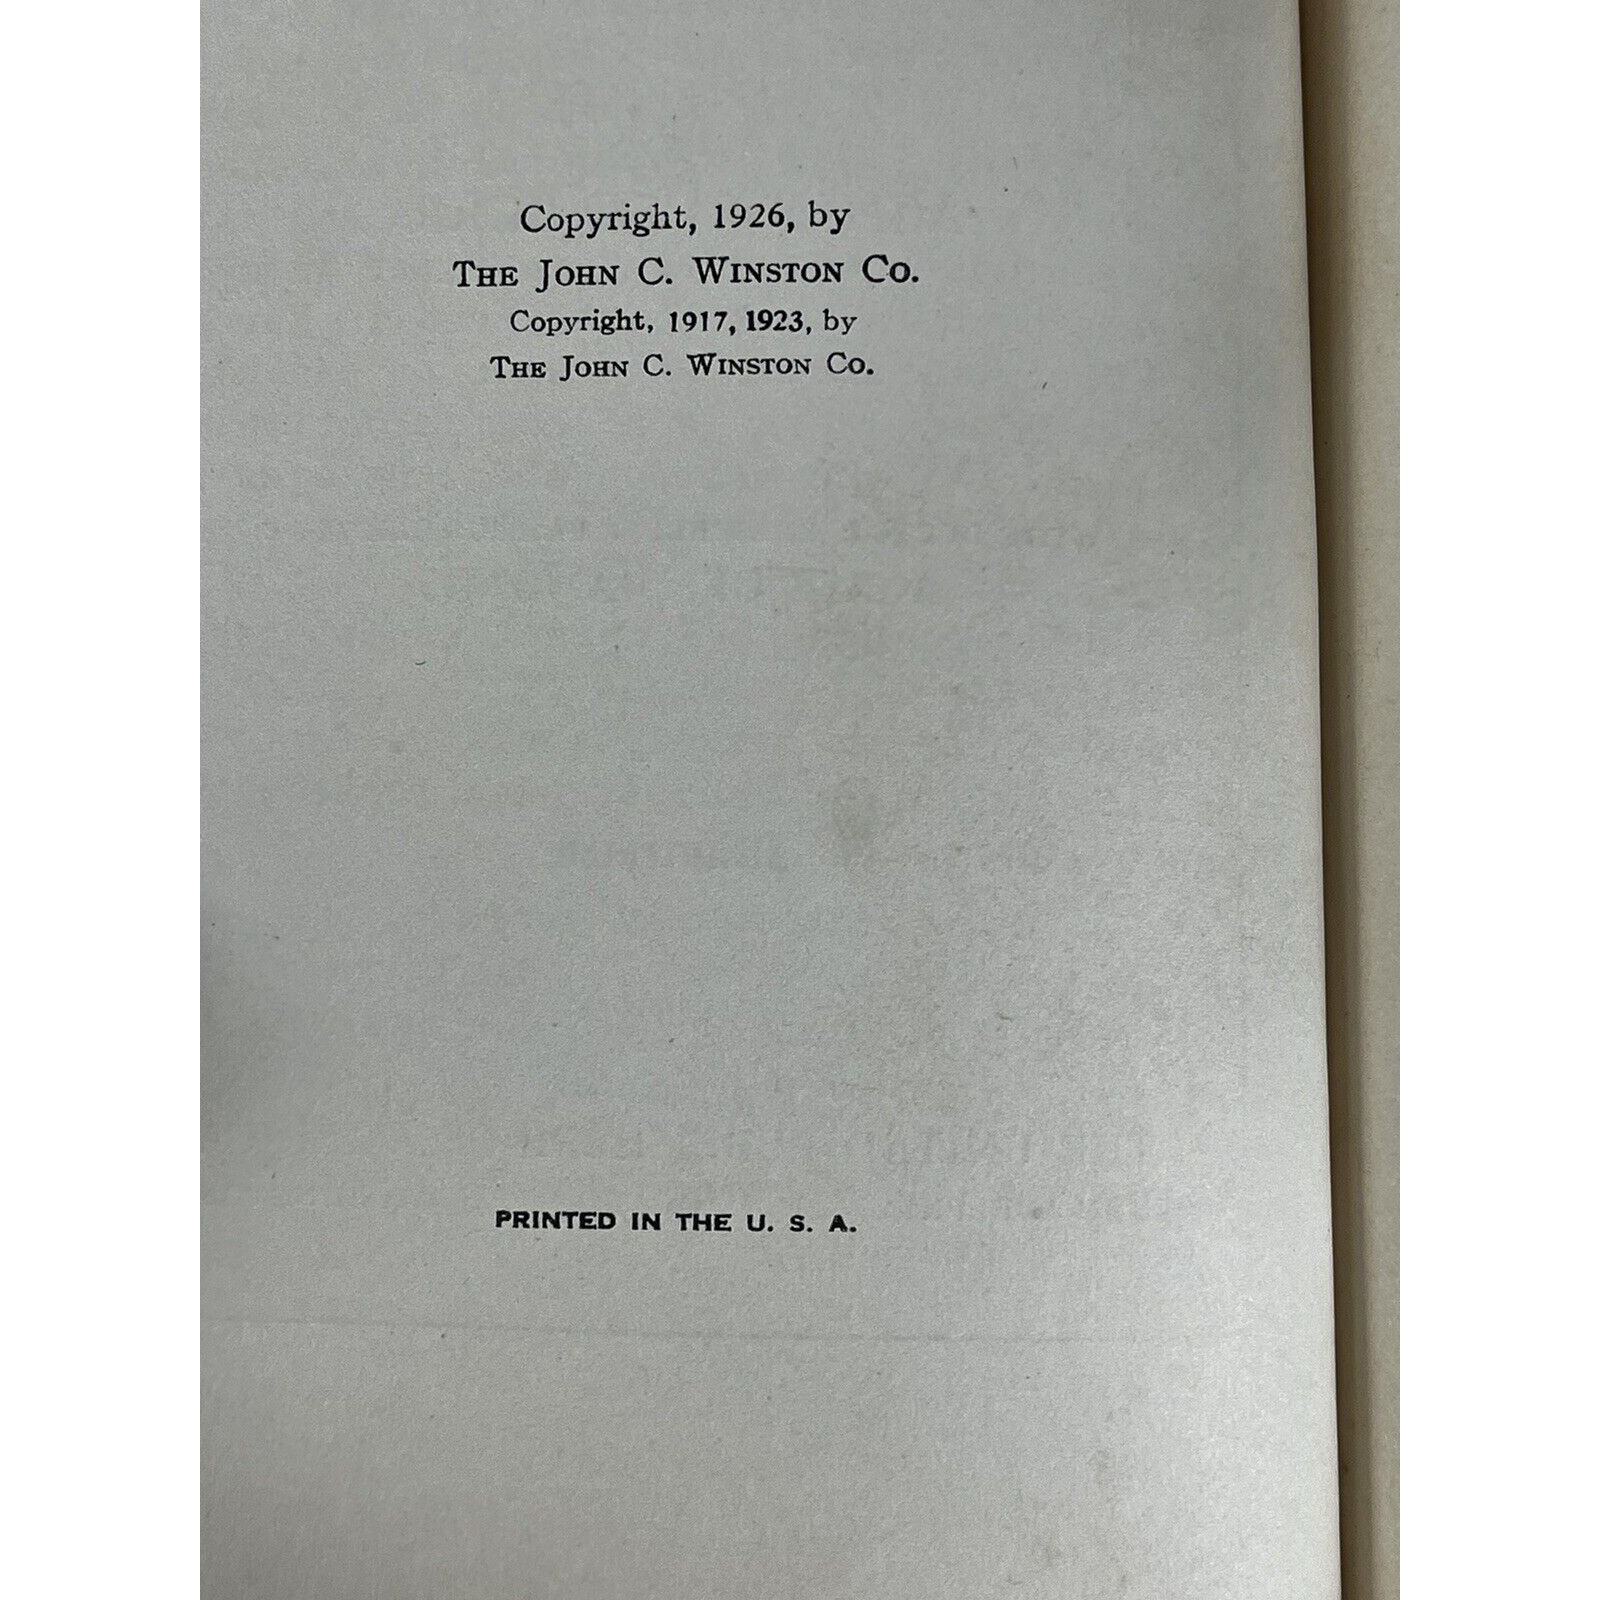 Copyright, 1926, by
THE JOHN C. WINSTON CO.
Copyright, 1917, 1923, by
THE JOHN C. WINSTON CO.
PRINTED IN THE U. S. A.